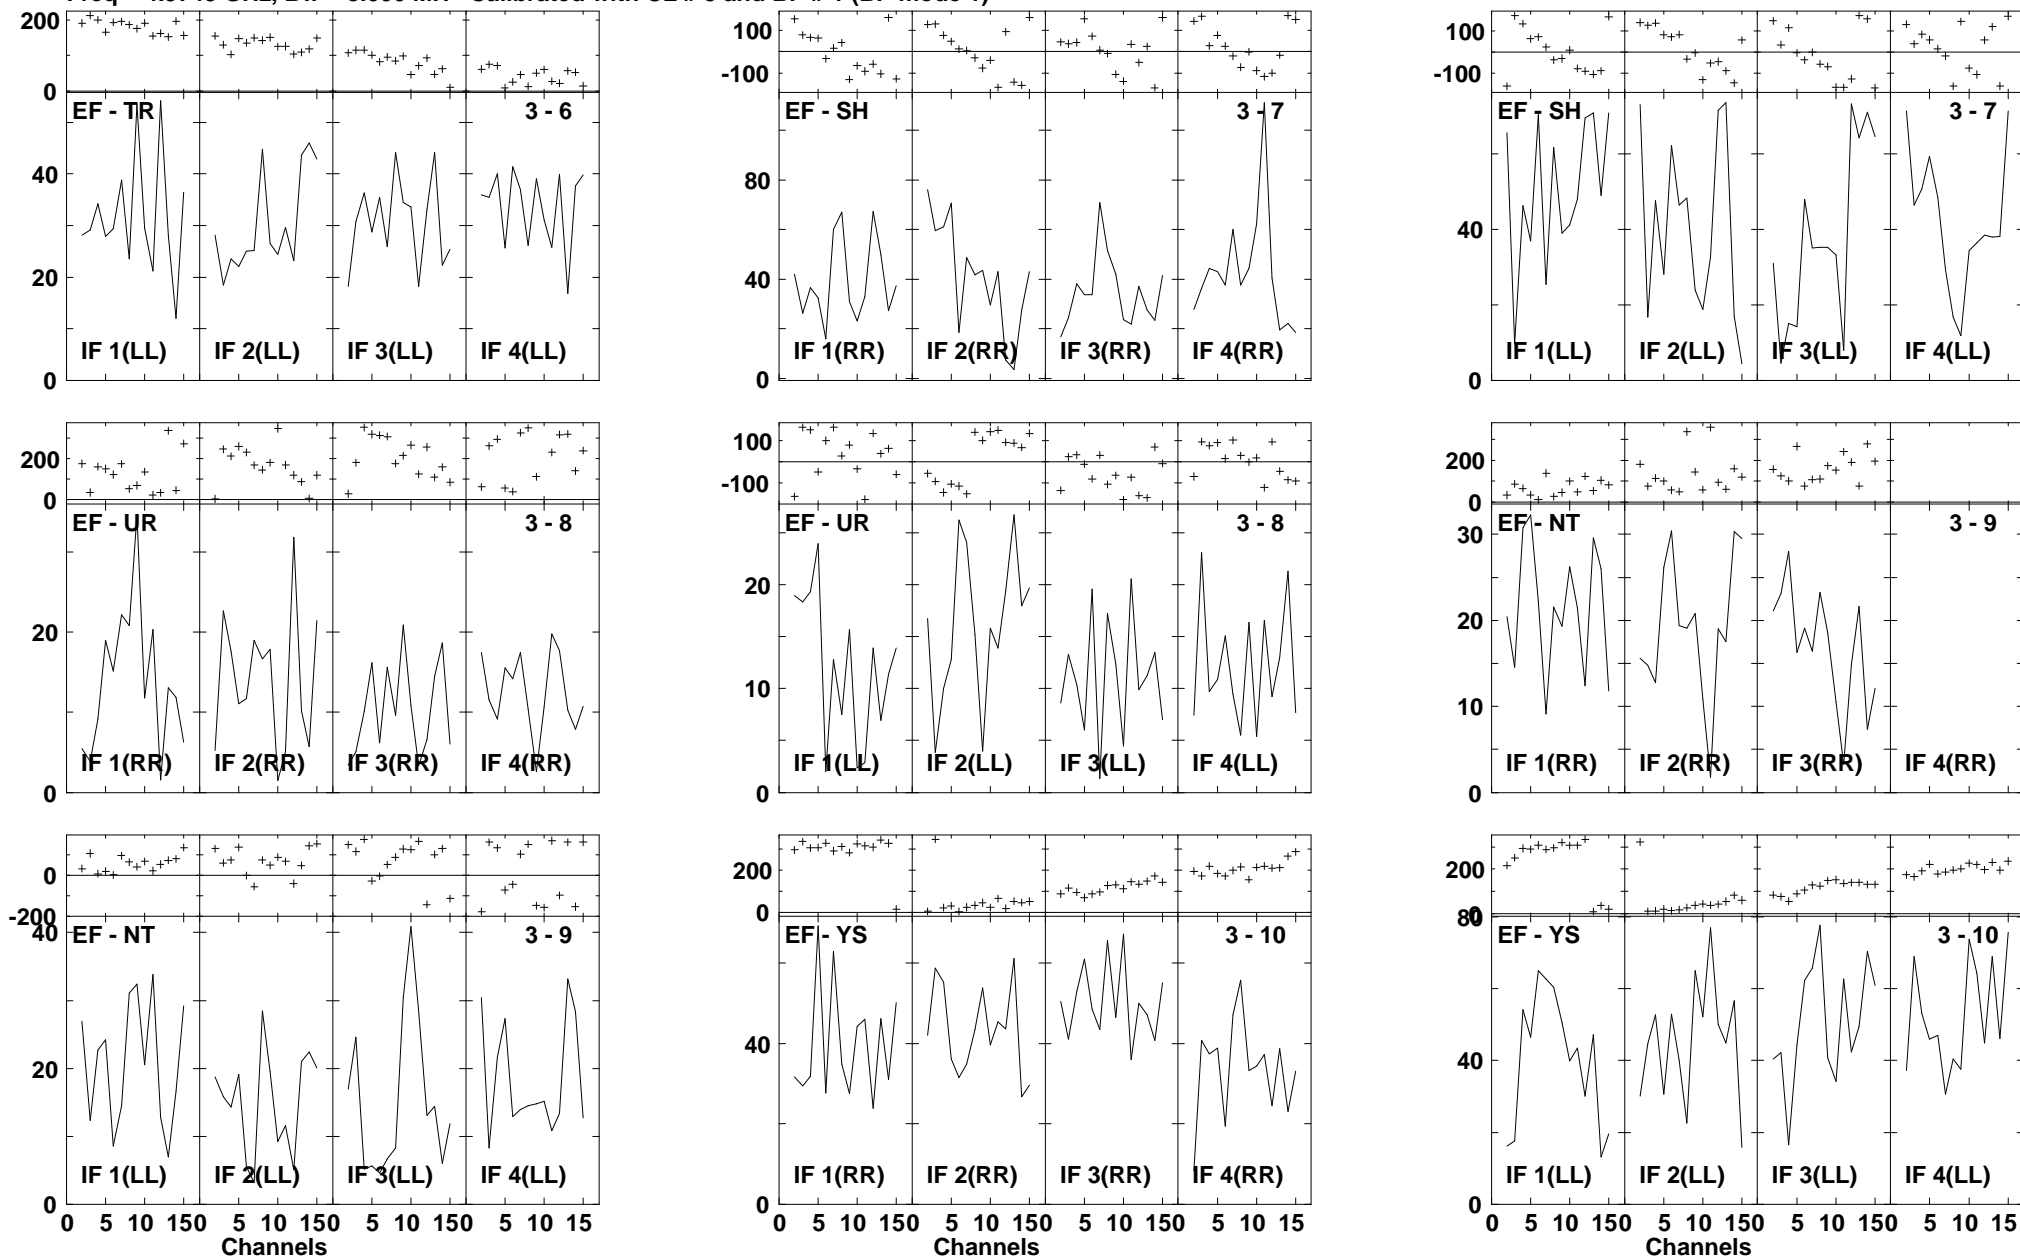 200
0
EF - TR 3 - 6
40
20
0
IF 1(LL) IF 2(LL) IF 3(LL) IF 4(LL)
100
-100
EF - SH 3 - 7
80
40
0
IF 1(RR) IF 2(RR) IF 3(RR) IF 4(RR)
100
-100
EF - SH 3 - 7
40
0
IF 1(LL) IF 2(LL) IF 3(LL) IF 4(LL)
200
0
EF - UR 3 - 8
20
0
IF 1(RR) IF 2(RR) IF 3(RR) IF 4(RR)
100
-100
EF - UR 3 - 8
20
10
0
IF 1(LL) IF 2(LL) IF 3(LL) IF 4(LL)
200
0
EF - NT 3 - 9
30
20
10
0
IF 1(RR) IF 2(RR) IF 3(RR) IF 4(RR)
0
-200
EF - NT 3 - 9
40
20
0
IF 1(LL) IF 2(LL) IF 3(LL) IF 4(LL)
0 5 10 150 5 10 150 5 10 150 5 10 15
Channels
200
0
EF - YS 3 - 10
40
0
IF 1(RR) IF 2(RR) IF 3(RR) IF 4(RR)
0 5 10 150 5 10 150 5 10 150 5 10 15
Channels
200
0
EF - YS 3 - 10
80
40
0
IF 1(LL) IF 2(LL) IF 3(LL) IF 4(LL)
0 5 10 150 5 10 150 5 10 150 5 10 15
Channels